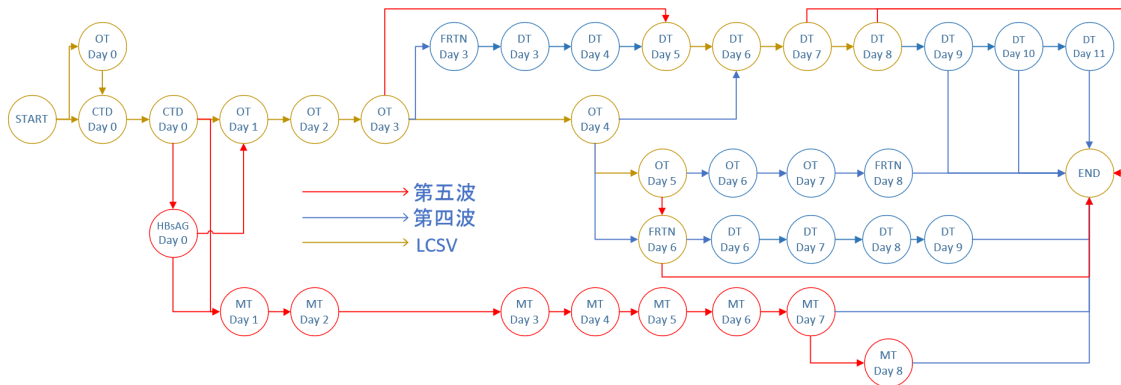 OT
Day 0
FRTN
Day 3
DT
Day 3
DT
Day 4
DT
Day 5
DT
Day 6
DT
Day 7
DT
Day 8
DT
Day 9
DT
Day 10
DT
Day 11
START
CTD
Day 0
CTD
Day 0
OT
Day 1
OT
Day 2
OT
Day 3
OT
Day 4
OT
Day 5
OT
Day 6
OT
Day 7
FRTN
Day 8
END
第五波
第四波
LCSV
HBsAG
Day 0
FRTN
Day 6
DT
Day 6
DT
Day 7
DT
Day 8
DT
Day 9
MT
Day 1
MT
Day 2
MT
Day 3
MT
Day 4
MT
Day 5
MT
Day 6
MT
Day 7
MT
Day 8